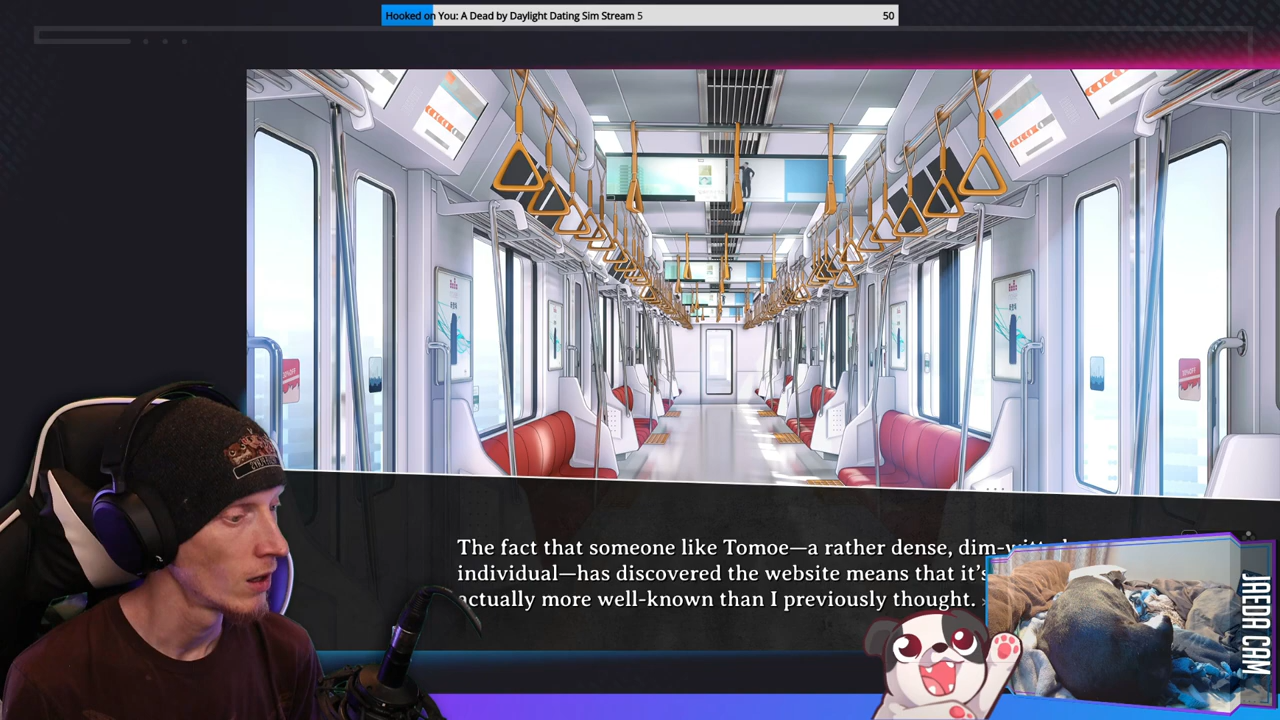 Hooked on You: A Dead by Daylight Dating Sim Stream 5
50
The fact that someone like Tomoe—a rather dense, dim-witted
individual—has discovered the website means that it's
actually more well-known than I previously thought.
JAEDA CAM